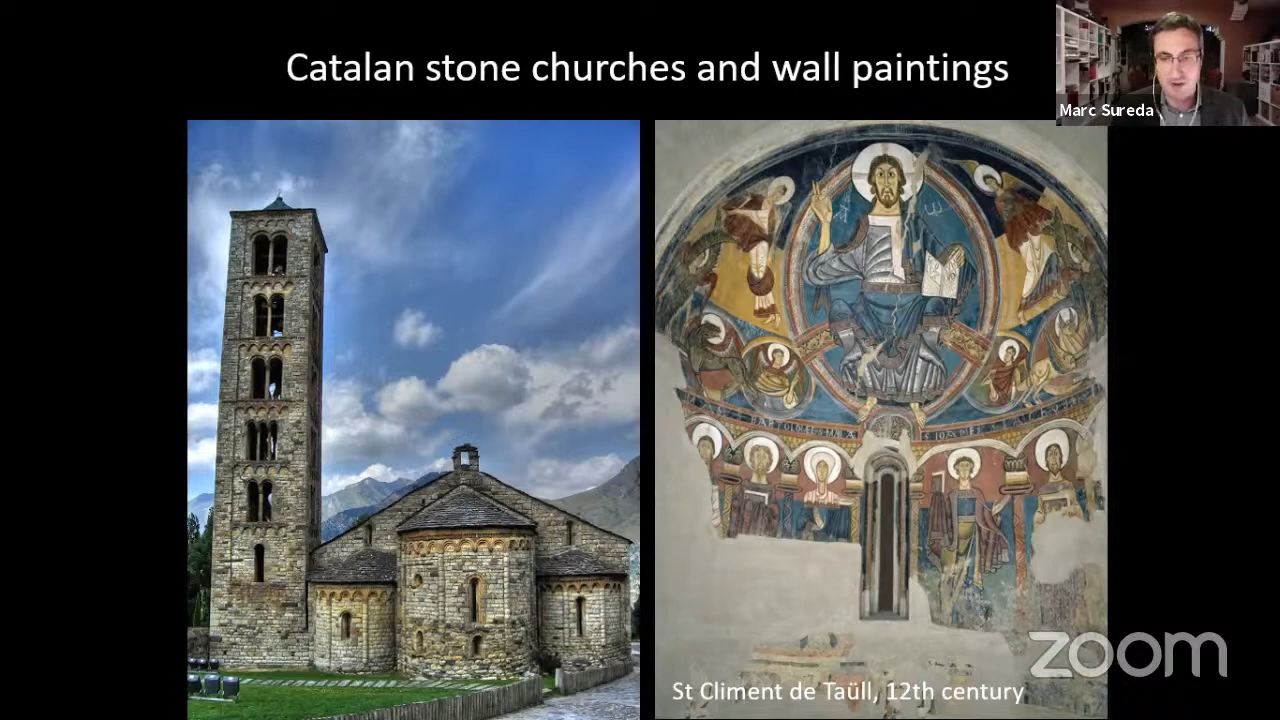 Catalan stone churches and wall paintings
Marc Sureda
St Climent de Taüll, 12th century
zoom